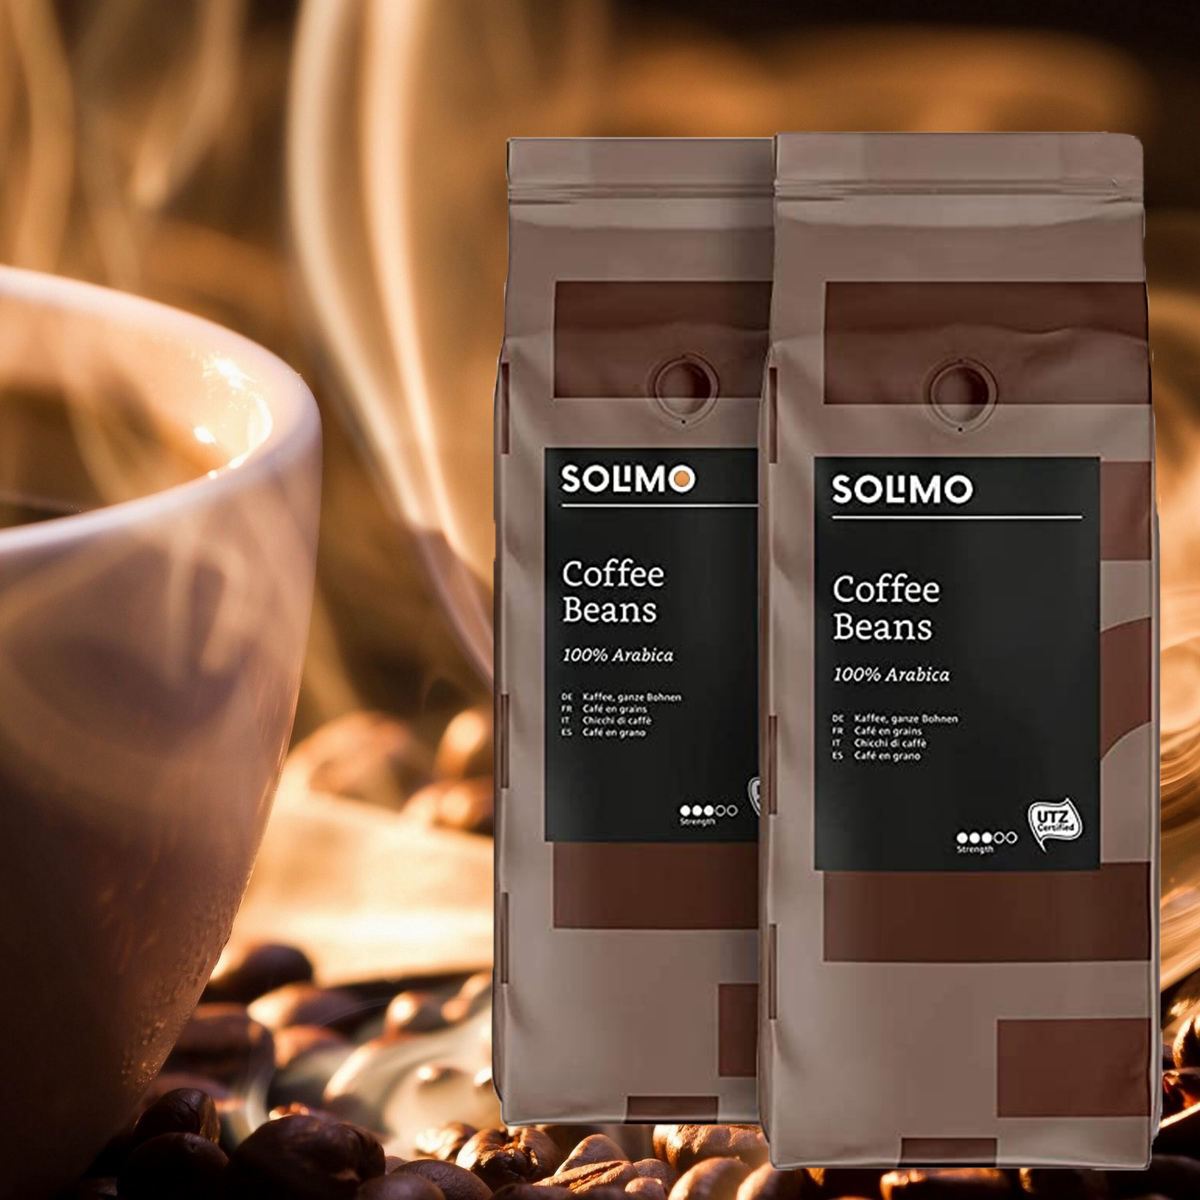 SOLIMO
Coffee
Beans
100% Arabica
DE Kaffee, ganze Bohnen
FR Café en grains
IT Chicchi di caffè
ES Café en grano
Strength
SOLIMO
Coffee
Beans
100% Arabica
DE Kaffee, ganze Bohnen
FR Café en grains
IT Chicchi di caffè
ES Café en grano
UTZ
Certified
Strength